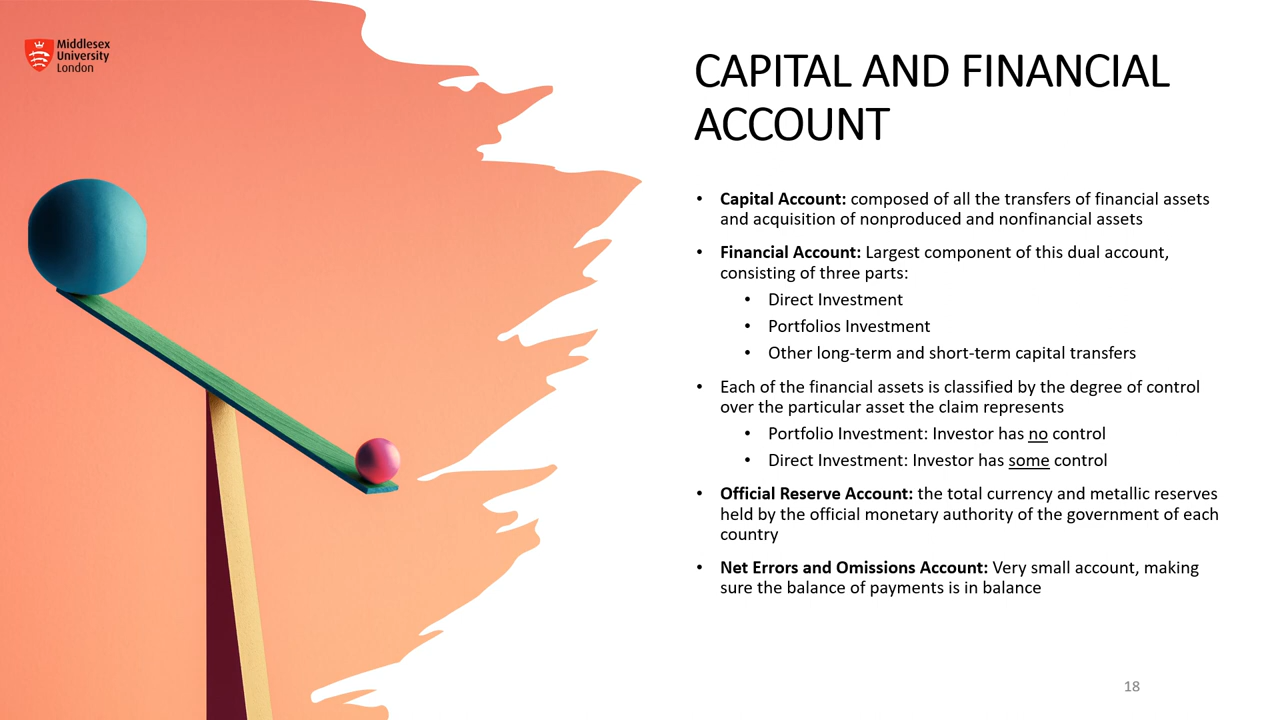 Middlesex
University
London
CAPITAL AND FINANCIAL
ACCOUNT
• Capital Account: composed of all the transfers of financial assets
and acquisition of nonproduced and nonfinancial assets
• Financial Account: Largest component of this dual account,
consisting of three parts:
• Direct Investment
• Portfolios Investment
• Other long-term and short-term capital transfers
• Each of the financial assets is classified by the degree of control
over the particular asset the claim represents
• Portfolio Investment: Investor has no control
• Direct Investment: Investor has some control
• Official Reserve Account: the total currency and metallic reserves
held by the official monetary authority of the government of each
country
• Net Errors and Omissions Account: Very small account, making
sure the balance of payments is in balance
18